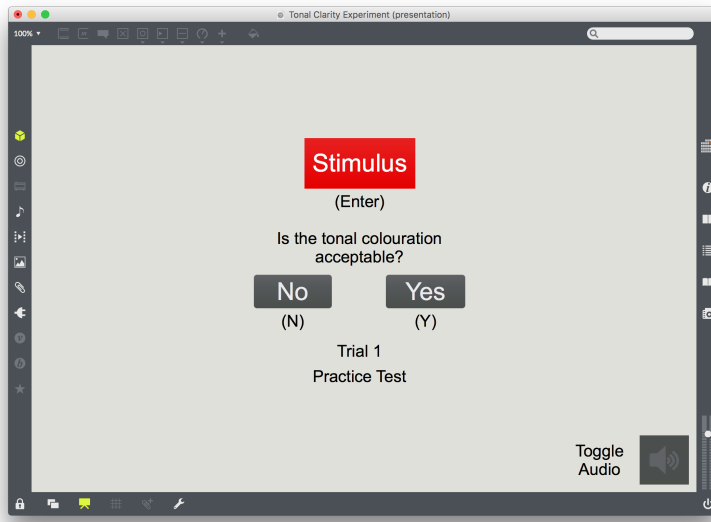 Tonal Clarity Experiment (presentation)
100%
Stimulus
(Enter)
Is the tonal colouration
acceptable?
No Yes
(N) (Y)
Trial 1
Practice Test
Toggle
Audio